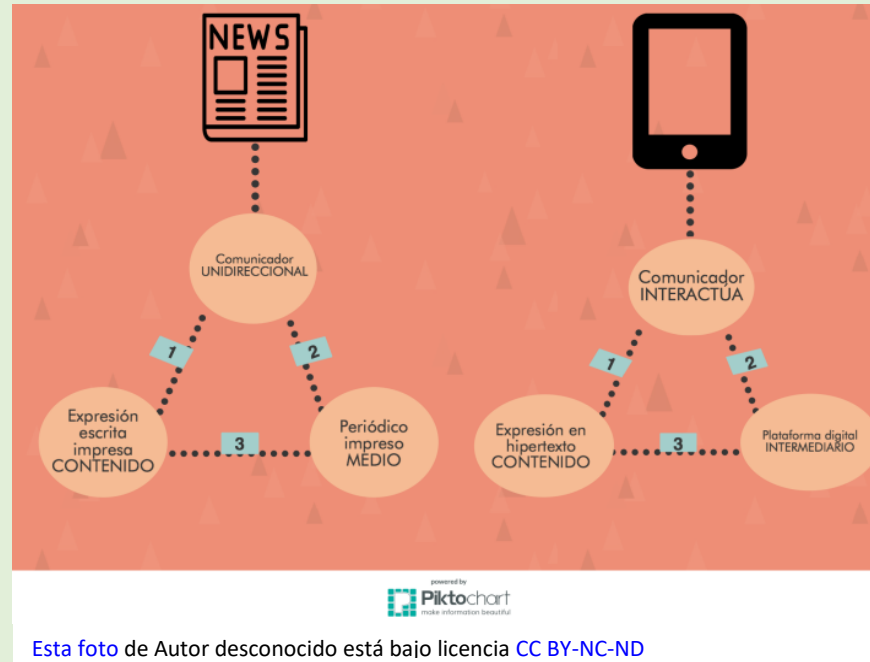 NEWS
Comunicador
UNIDIRECCIONAL
1
2
Expresión
escrita
impresa
CONTENIDO
3
Periódico
impreso
MEDIO
Comunicador
INTERACTÚA
1
2
Expresión en
hipertexto
CONTENIDO
3
Plataforma digital
INTERMEDIARIO
powered by
Piktochart
make information beautiful
Esta foto de Autor desconocido está bajo licencia CC BY-NC-ND